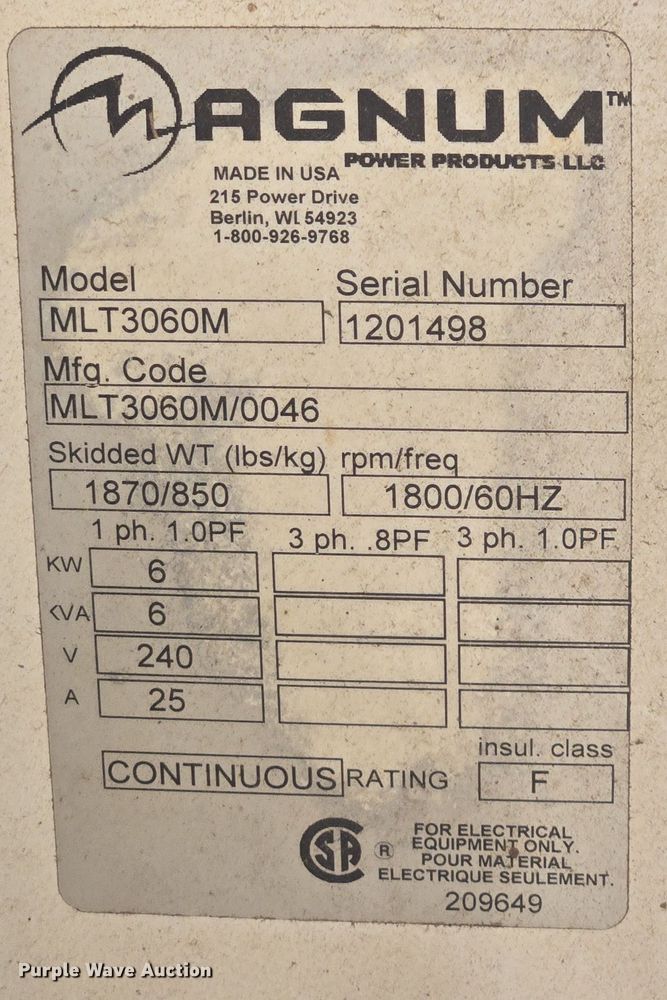 MAGNUM™
POWER PRODUCTS LLC
MADE IN USA
215 Power Drive
Berlin, WI 54923
1-800-926-9768
Model Serial Number
MLT3060M 1201498
Mfg. Code
MLT3060M/0046
Skidded WT (lbs/kg) rpm/freq
1870/850 1800/60HZ
1 ph. 1.0PF 3 ph. .8PF 3 ph. 1.0PF
KW 6
KVA 6
V 240
A 25
insul. class
CONTINUOUS RATING F
CSA ® FOR ELECTRICAL
EQUIPMENT ONLY.
POUR MATERIAL
ELECTRIQUE SEULEMENT.
209649
Purple Wave Auction